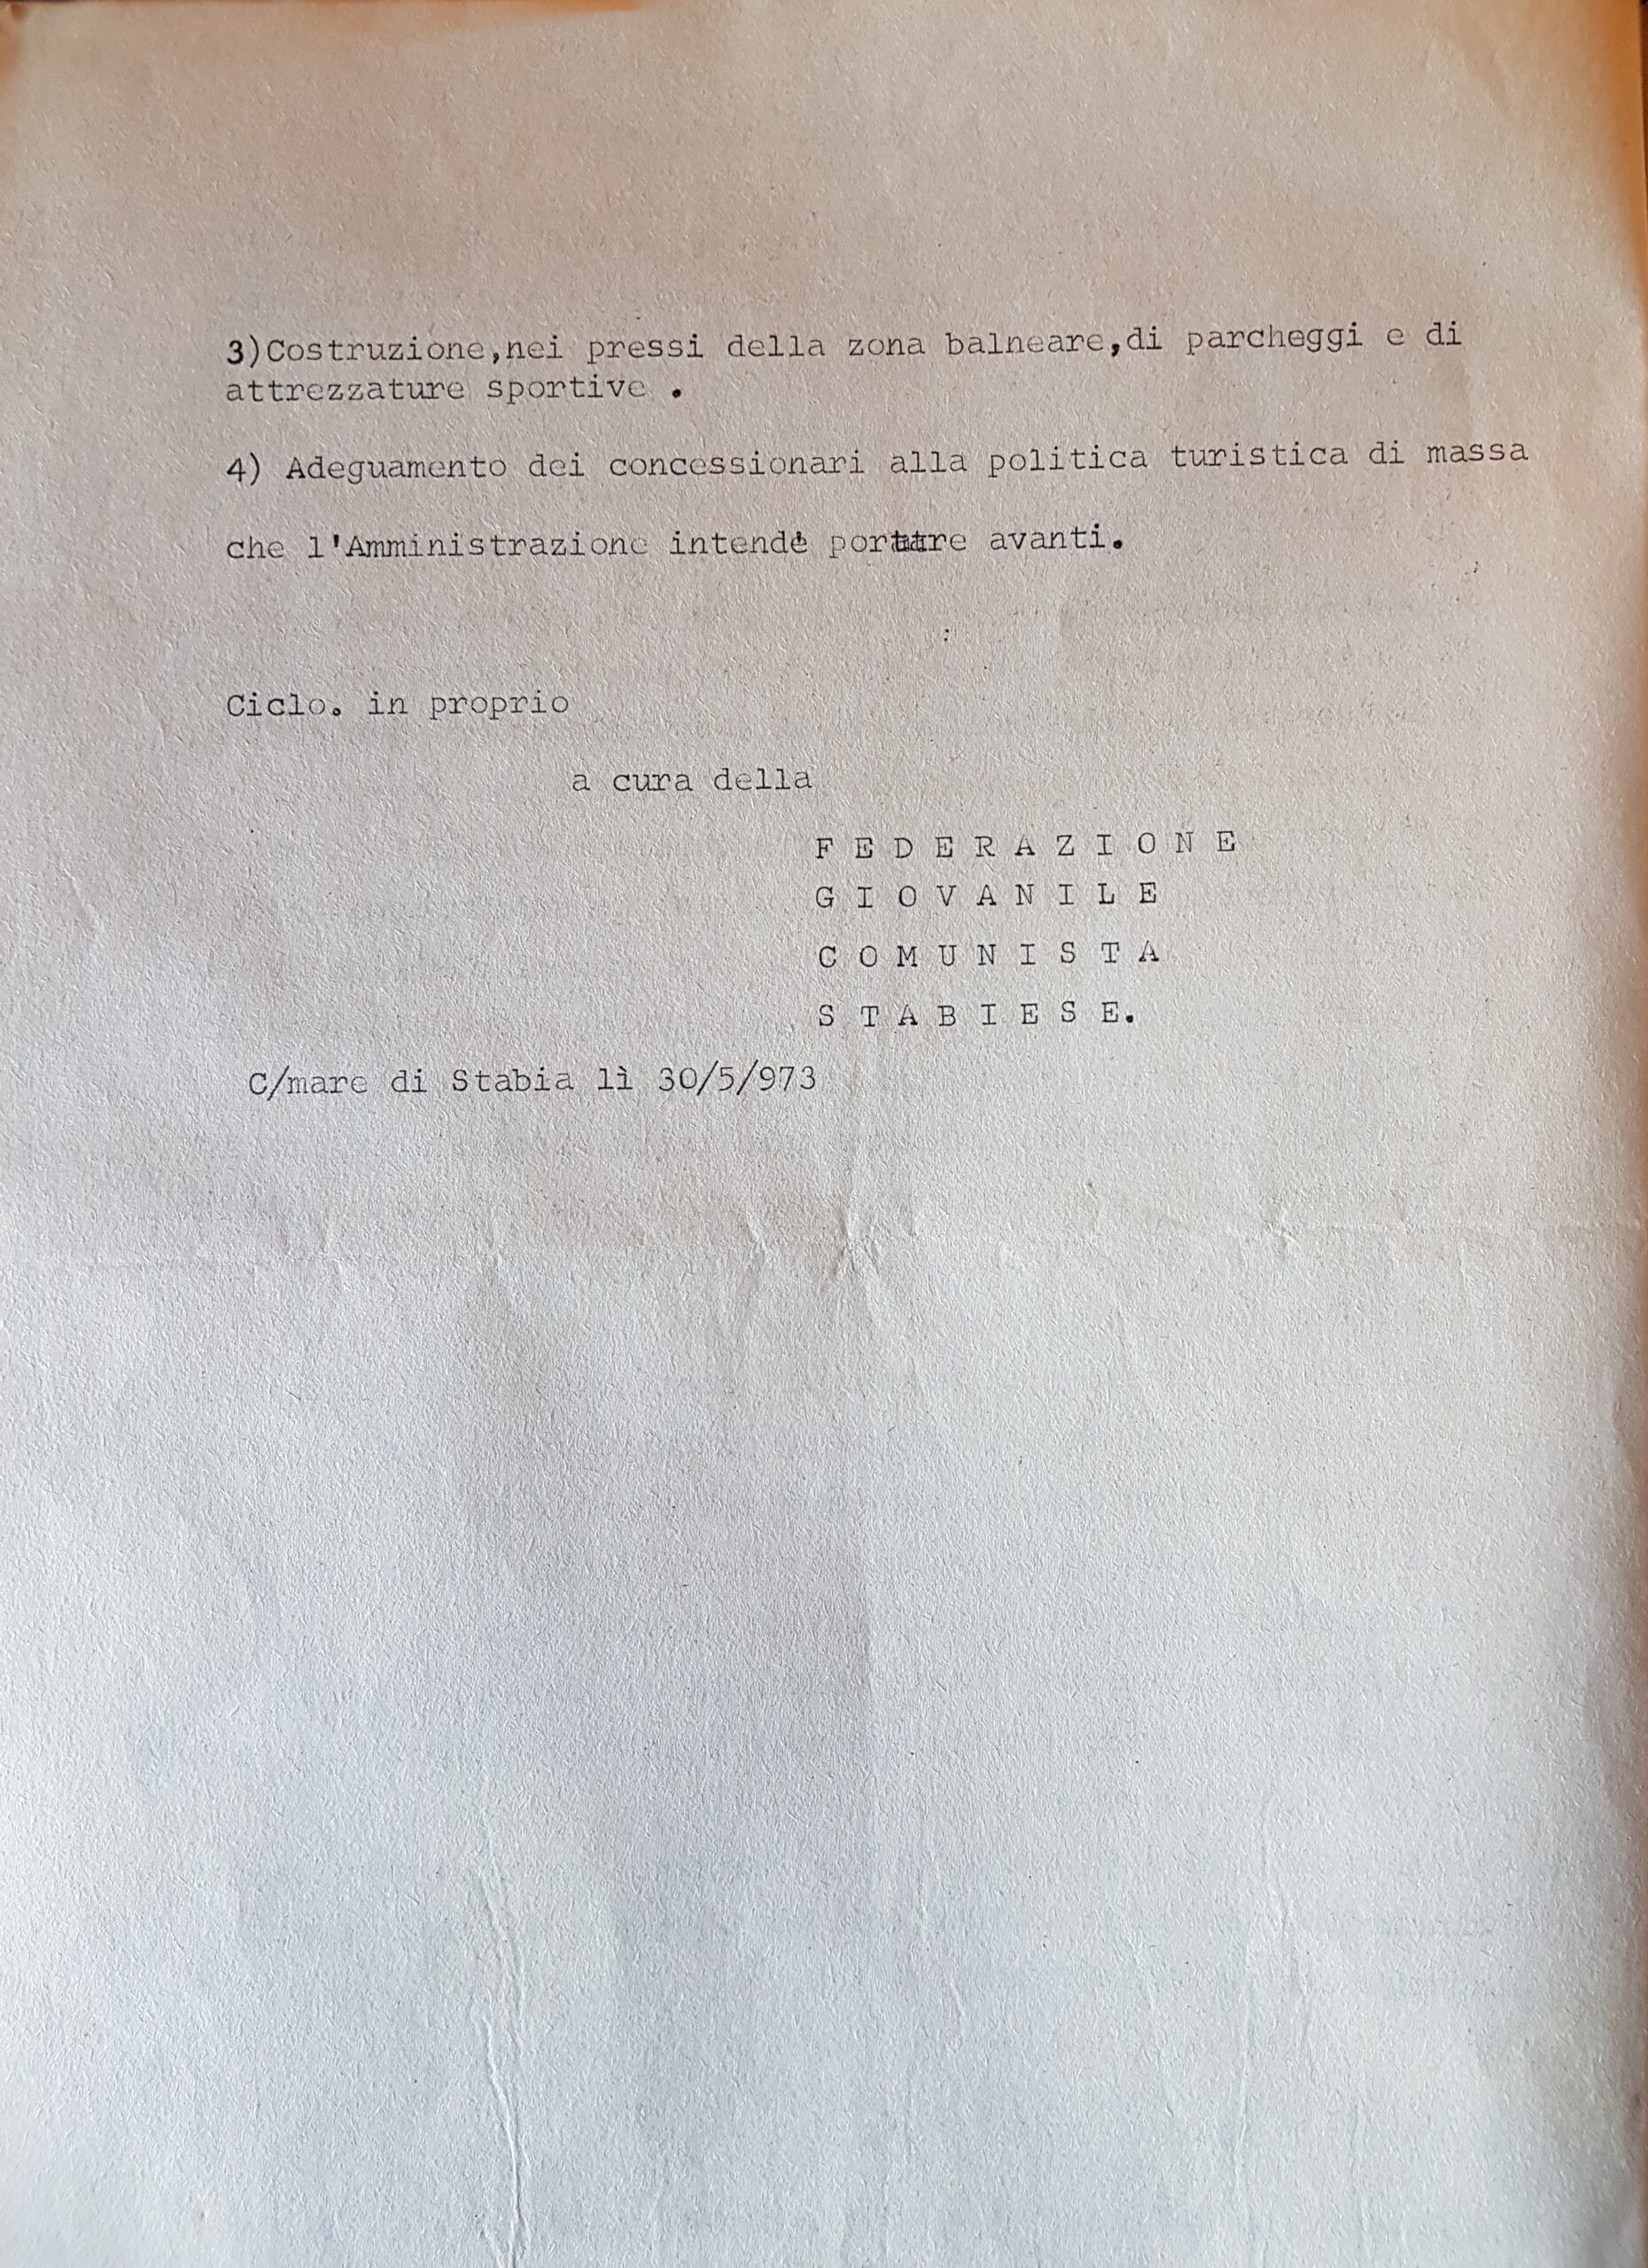 3)Costruzione,nei pressi della zona balneare,di parcheggi e di
attrezzature sportive .
4) Adeguamento dei concessionari alla politica turistica di massa
che l'Amministrazione intende portare avanti.
Ciclo. in proprio
a cura della
F E D E R A Z I O N E
G I O V A N I L E
C O M U N I S T A
S T A B I E S E.
C/mare di Stabia lì 30/5/973